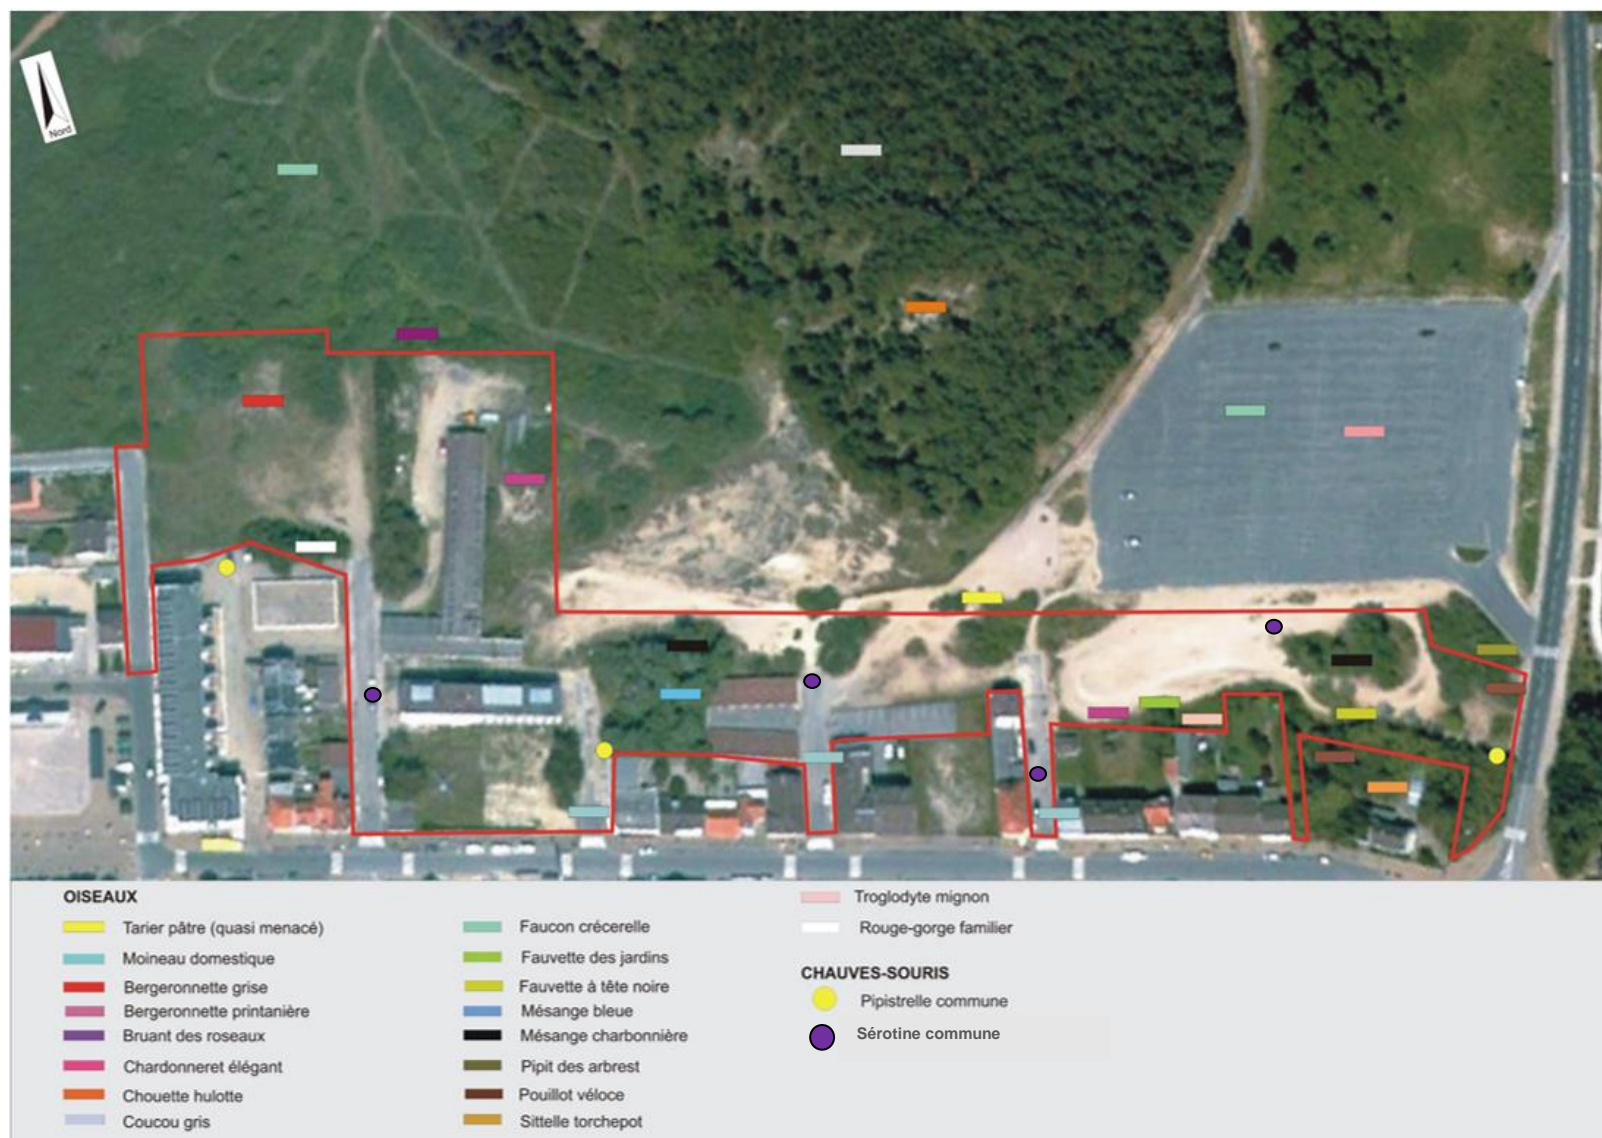 Nord
OISEAUX
Tarier pâtre (quasi menacé)
Moineau domestique
Bergeronnette grise
Bergeronnette printanière
Bruant des roseaux
Chardonneret élégant
Chouette hulotte
Coucou gris
Faucon crécerelle
Fauvette des jardins
Fauvette à tête noire
Mésange bleue
Mésange charbonnière
Pipit des arbrest
Pouillot véloce
Sittelle torchepot
Troglodyte mignon
Rouge-gorge familier
CHAUVES-SOURIS
Pipistrelle commune
Sérotine commune